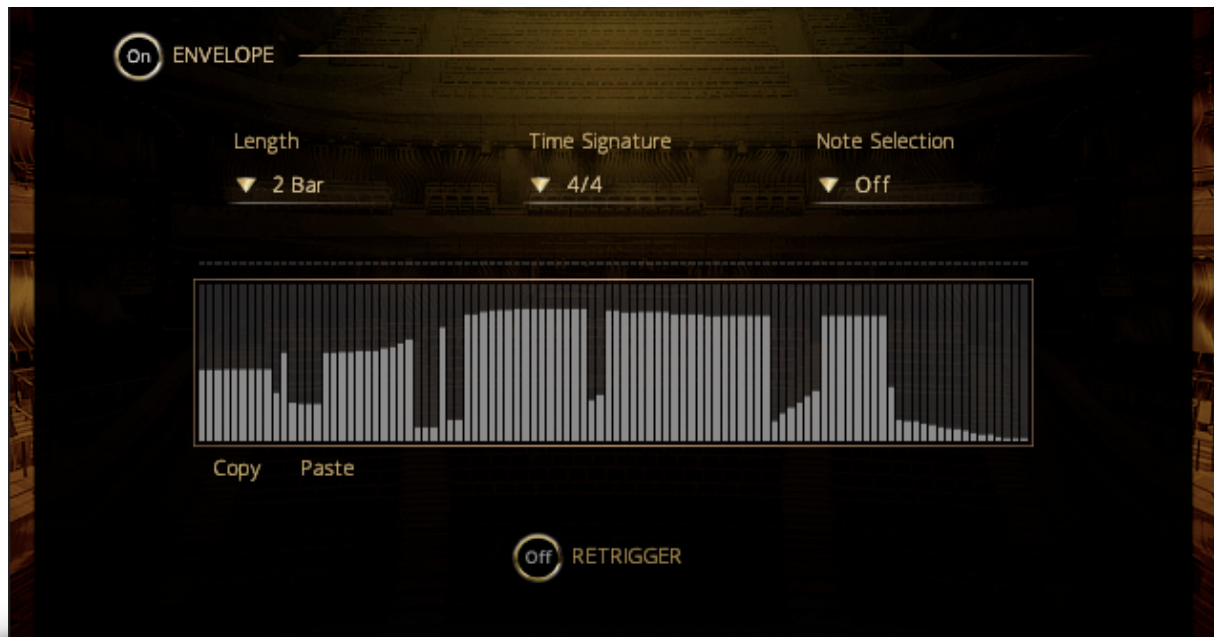 On ENVELOPE
Length Time Signature Note Selection
2 Bar 4/4 Off
Copy Paste
Off RETRIGGER